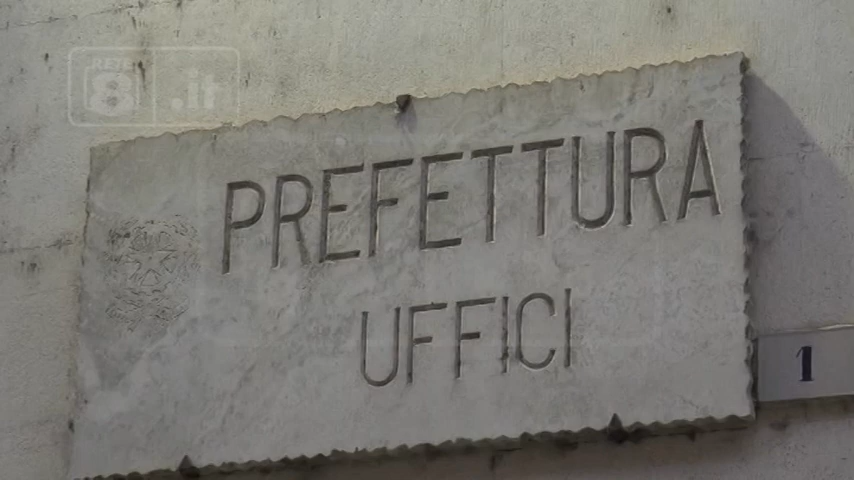 RETE
8 .it
PREFETTURA
UFFICI
1